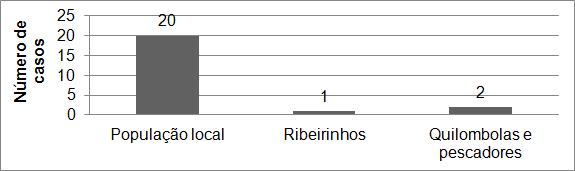 Número de
casos
25
20
15
10
5
0
20
1
2
População local
Ribeirinhos
Quilombolas e
pescadores